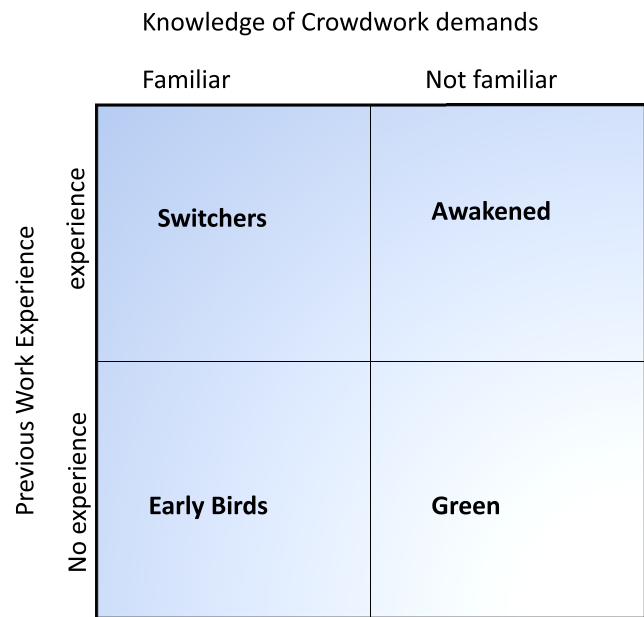 Knowledge of Crowdwork demands
Familiar
Not familiar
Previous Work Experience
experience
Switchers
Awakened
No experience
Early Birds
Green